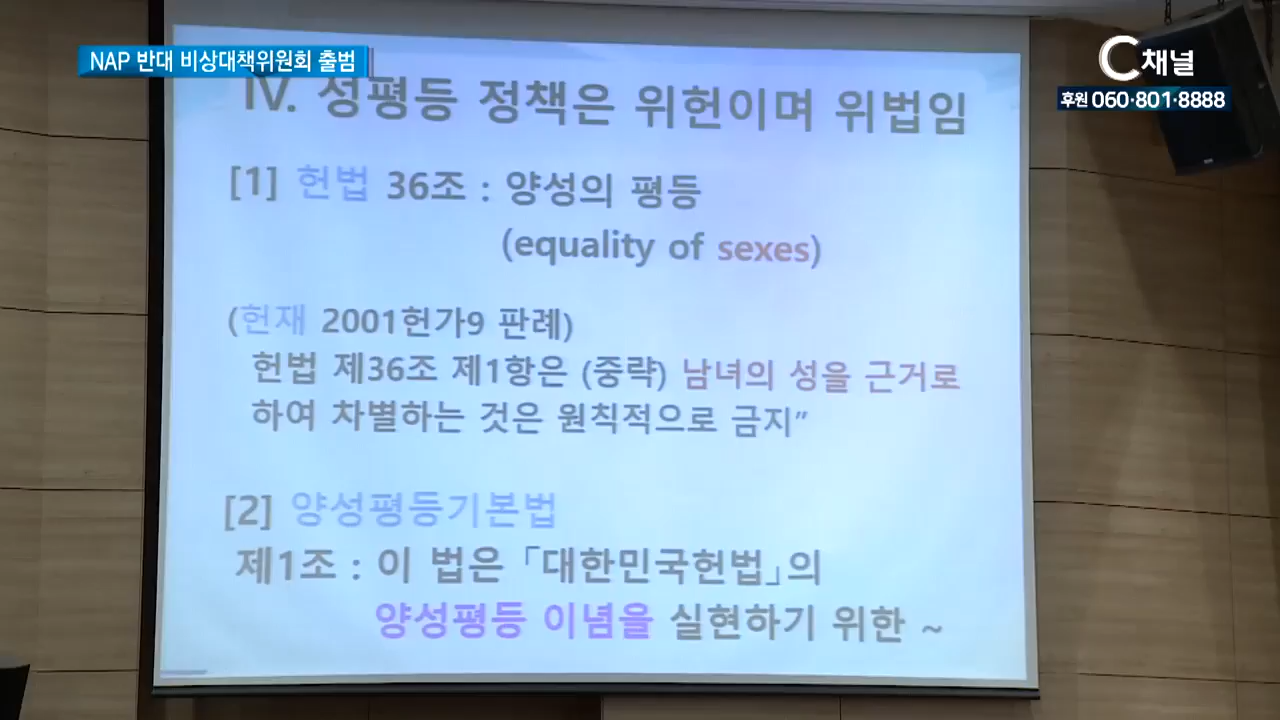 NAP 반대 비상대책위원회 출범
C채널
후원 060·801·8888
Ⅳ. 성평등 정책은 위헌이며 위법임
[1] 헌법 36조 : 양성의 평등
(equality of sexes)
(헌재 2001헌가9 판례)
헌법 제36조 제1항은 (중략) 남녀의 성을 근거로
하여 차별하는 것은 원칙적으로 금지”
[2] 양성평등기본법
제1조 : 이 법은 「대한민국헌법」의
양성평등 이념을 실현하기 위한 ~